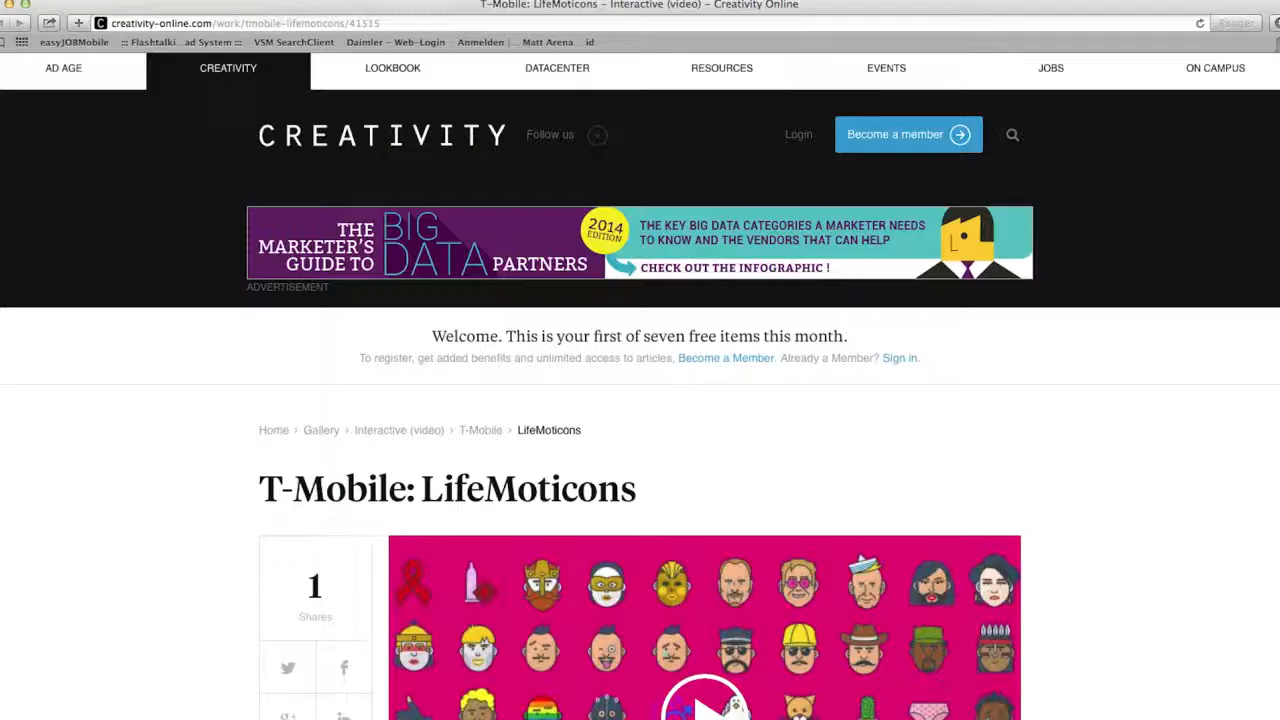 T-Mobile: LifeMoticons – Interactive (video) – Creativity Online
creativity-online.com/work/tmobile-lifemoticons/41515
Reader
easyJOBMobile ::: Flashtalki...ad System ::: VSM SearchClient Daimler - Web-Login Anmelden |... Matt Arena id
AD AGE CREATIVITY LOOKBOOK DATACENTER RESOURCES EVENTS JOBS ON CAMPUS
CREATIVITY Follow us Login Become a member
THE MARKETER'S GUIDE TO BIG DATA PARTNERS
2014 EDITION
THE KEY BIG DATA CATEGORIES A MARKETER NEEDS
TO KNOW AND THE VENDORS THAT CAN HELP
CHECK OUT THE INFOGRAPHIC !
ADVERTISEMENT
Welcome. This is your first of seven free items this month.
To register, get added benefits and unlimited access to articles, Become a Member. Already a Member? Sign in.
Home › Gallery › Interactive (video) › T-Mobile › LifeMoticons
T-Mobile: LifeMoticons
1
Shares